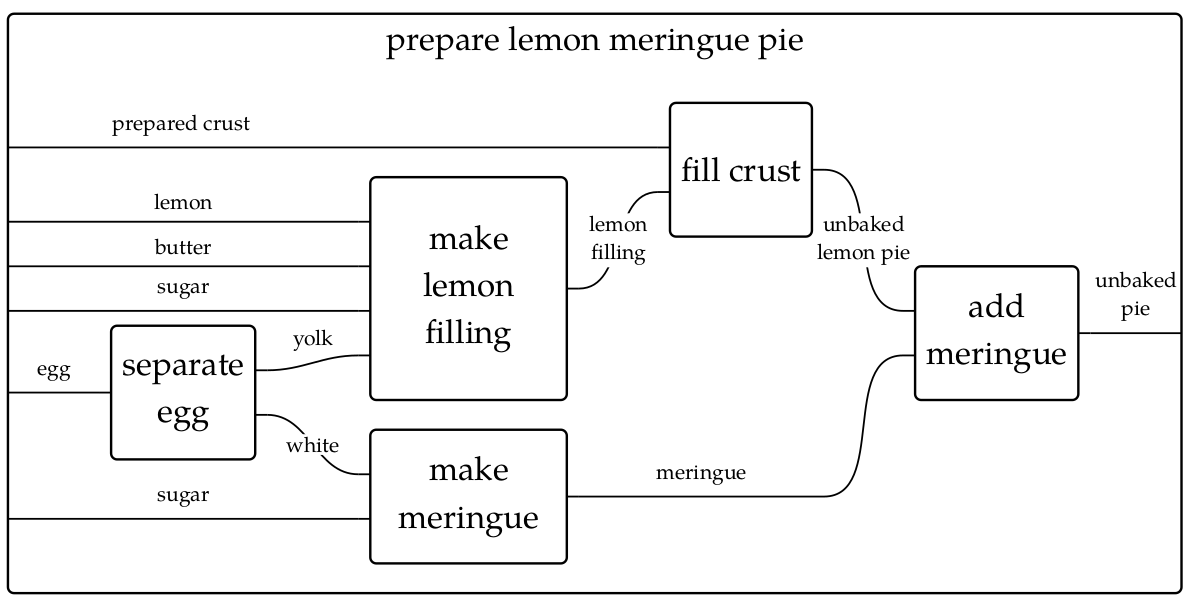 prepare lemon meringue pie
prepared crust
fill crust
lemon
butter
sugar
make
lemon
filling
lemon
filling
unbaked
lemon pie
egg
separate
egg
yolk
white
sugar
make
meringue
meringue
add
meringue
unbaked
pie